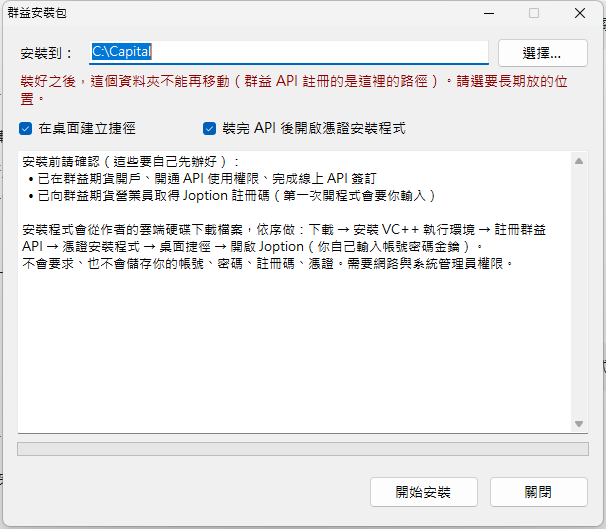 群益安裝包
安裝到：
C:\Capital
選擇...
裝好之後，這個資料夾不能再移動（群益 API 註冊的是這裡的路徑）。請選要長期放的位
置。
在桌面建立捷徑
裝完 API 後開啟憑證安裝程式
安裝前請確認（這些要自己先辦好）：
• 已在群益期貨開戶、開通 API 使用權限、完成線上 API 簽訂
• 已向群益期貨營業員取得 Joption 註冊碼（第一次開程式會要你輸入）
安裝程式會從作者的雲端硬碟下載檔案，依序做：下載 → 安裝 VC++ 執行環境 → 註冊群益
API → 憑證安裝程式 → 桌面捷徑 → 開啟 Joption（你自己輸入帳號密碼金鑰）。
不會要求、也不會儲存你的帳號、密碼、註冊碼、憑證。需要網路與系統管理員權限。
開始安裝
關閉